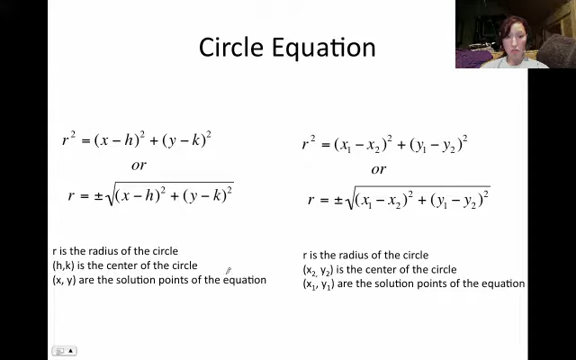 Circle Equation
r² = (x − h)² + (y − k)²
or
r = ±√(x − h)² + (y − k)²
r is the radius of the circle
(h,k) is the center of the circle
(x, y) are the solution points of the equation
r² = (x₁ − x₂)² + (y₁ − y₂)²
or
r = ±√(x₁ − x₂)² + (y₁ − y₂)²
r is the radius of the circle
(x₂, y₂) is the center of the circle
(x₁, y₁) are the solution points of the equation